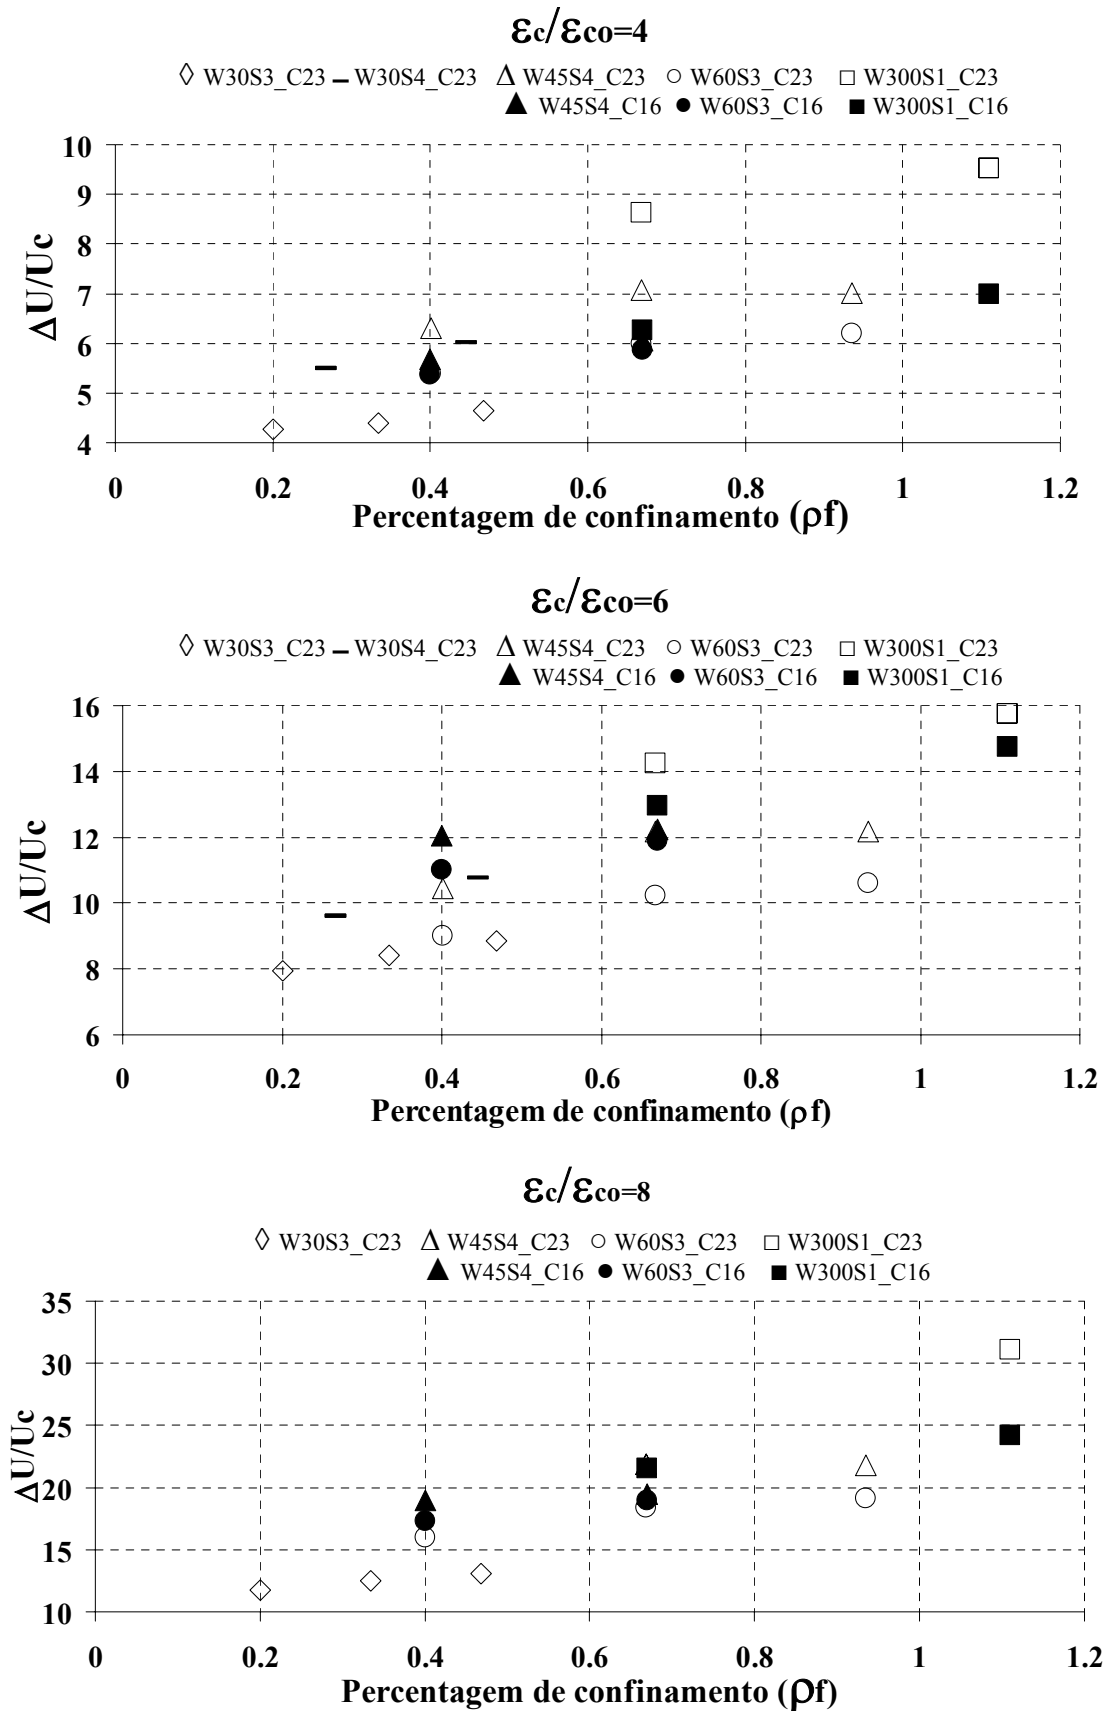 εc/εco=4
W30S3_C23 W30S4_C23 W45S4_C23 W60S3_C23 W300S1_C23
W45S4_C16 W60S3_C16 W300S1_C16
10
9
8
7
6
5
4
ΔU/Uc
0 0.2 0.4 0.6 0.8 1 1.2
Percentagem de confinamento (ρf)
εc/εco=6
W30S3_C23 W30S4_C23 W45S4_C23 W60S3_C23 W300S1_C23
W45S4_C16 W60S3_C16 W300S1_C16
16
14
12
10
8
6
ΔU/Uc
0 0.2 0.4 0.6 0.8 1 1.2
Percentagem de confinamento (ρf)
εc/εco=8
W30S3_C23 W45S4_C23 W60S3_C23 W300S1_C23
W45S4_C16 W60S3_C16 W300S1_C16
35
30
25
20
15
10
ΔU/Uc
0 0.2 0.4 0.6 0.8 1 1.2
Percentagem de confinamento (ρf)